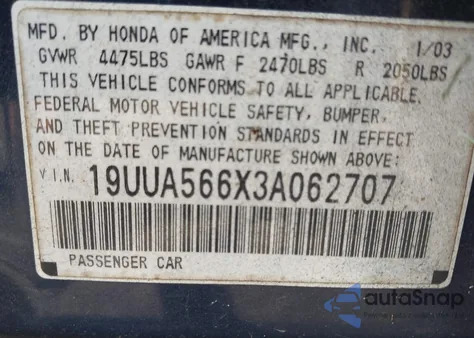 MFD. BY HONDA OF AMERICA MFG., INC. 1/03
GVWR 4475LBS GAWR F 2470LBS R 2050LBS
THIS VEHICLE CONFORMS TO ALL APPLICABLE
FEDERAL MOTOR VEHICLE SAFETY, BUMPER,
AND THEFT PREVENTION STANDARDS IN EFFECT
ON THE DATE OF MANUFACTURE SHOWN ABOVE:
V.I.N. 19UUA566X3A062707
PASSENGER CAR
autoSnap